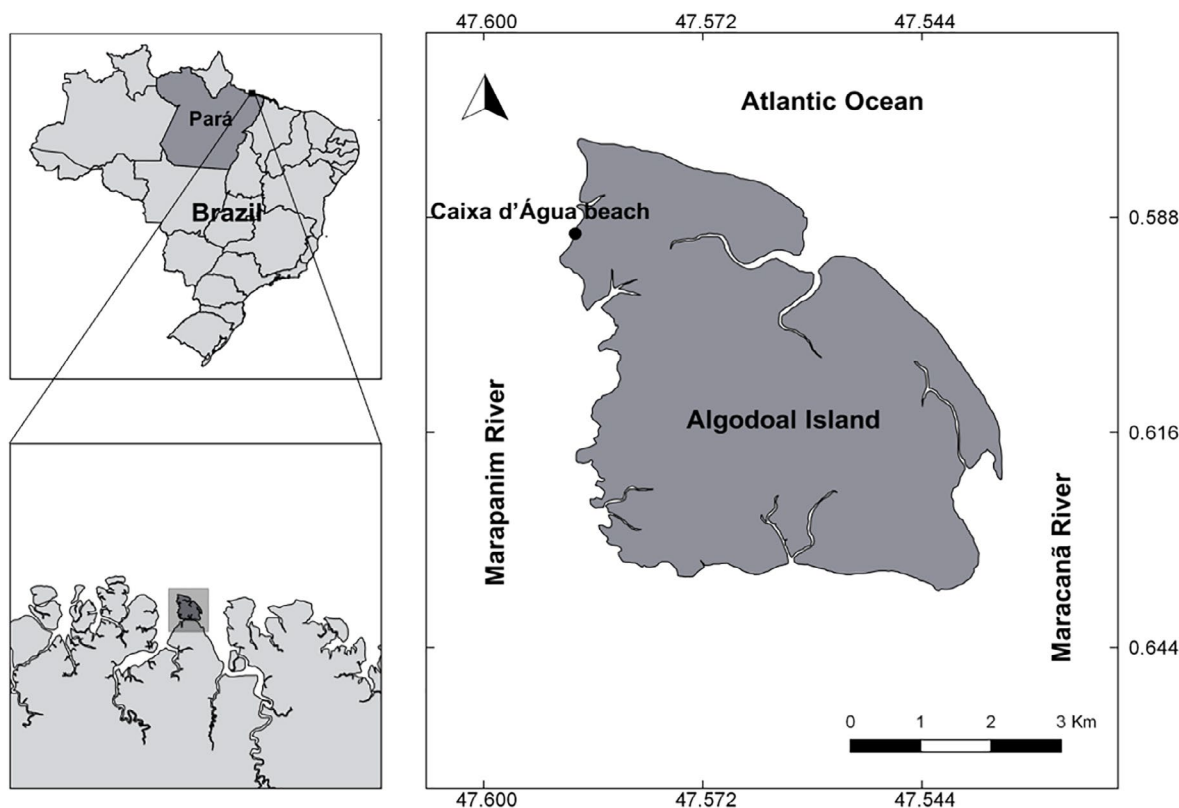 Pará
Brazil
47.600
47.572
47.544
Atlantic Ocean
Caixa d'Água beach
0.588
Algodoal Island
0.616
Marapanim River
Maracanã River
0.644
0
1
2
3 Km
47.600
47.572
47.544